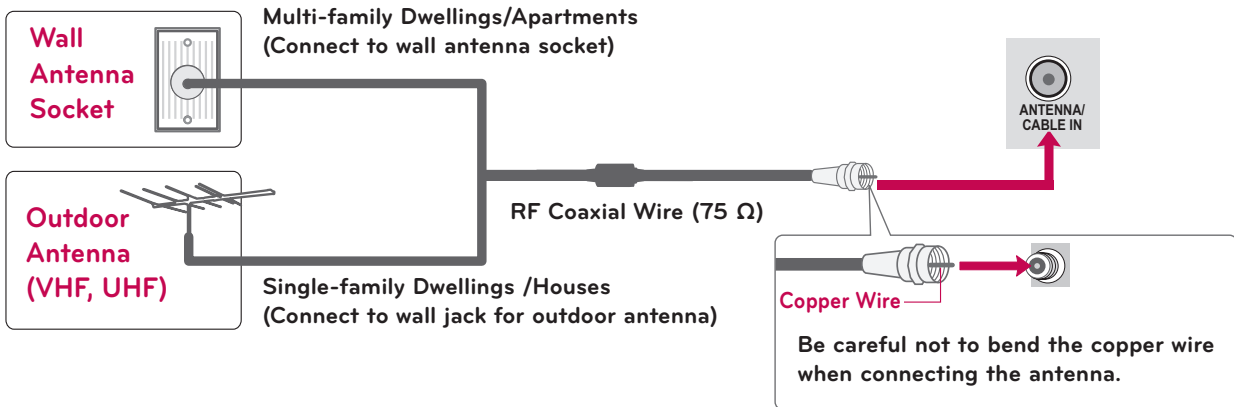 Wall
Antenna
Socket
Multi-family Dwellings/Apartments
(Connect to wall antenna socket)
ANTENNA/
CABLE IN
Outdoor
Antenna
(VHF, UHF)
RF Coaxial Wire (75 Ω)
Single-family Dwellings /Houses
(Connect to wall jack for outdoor antenna)
Copper Wire
Be careful not to bend the copper wire
when connecting the antenna.